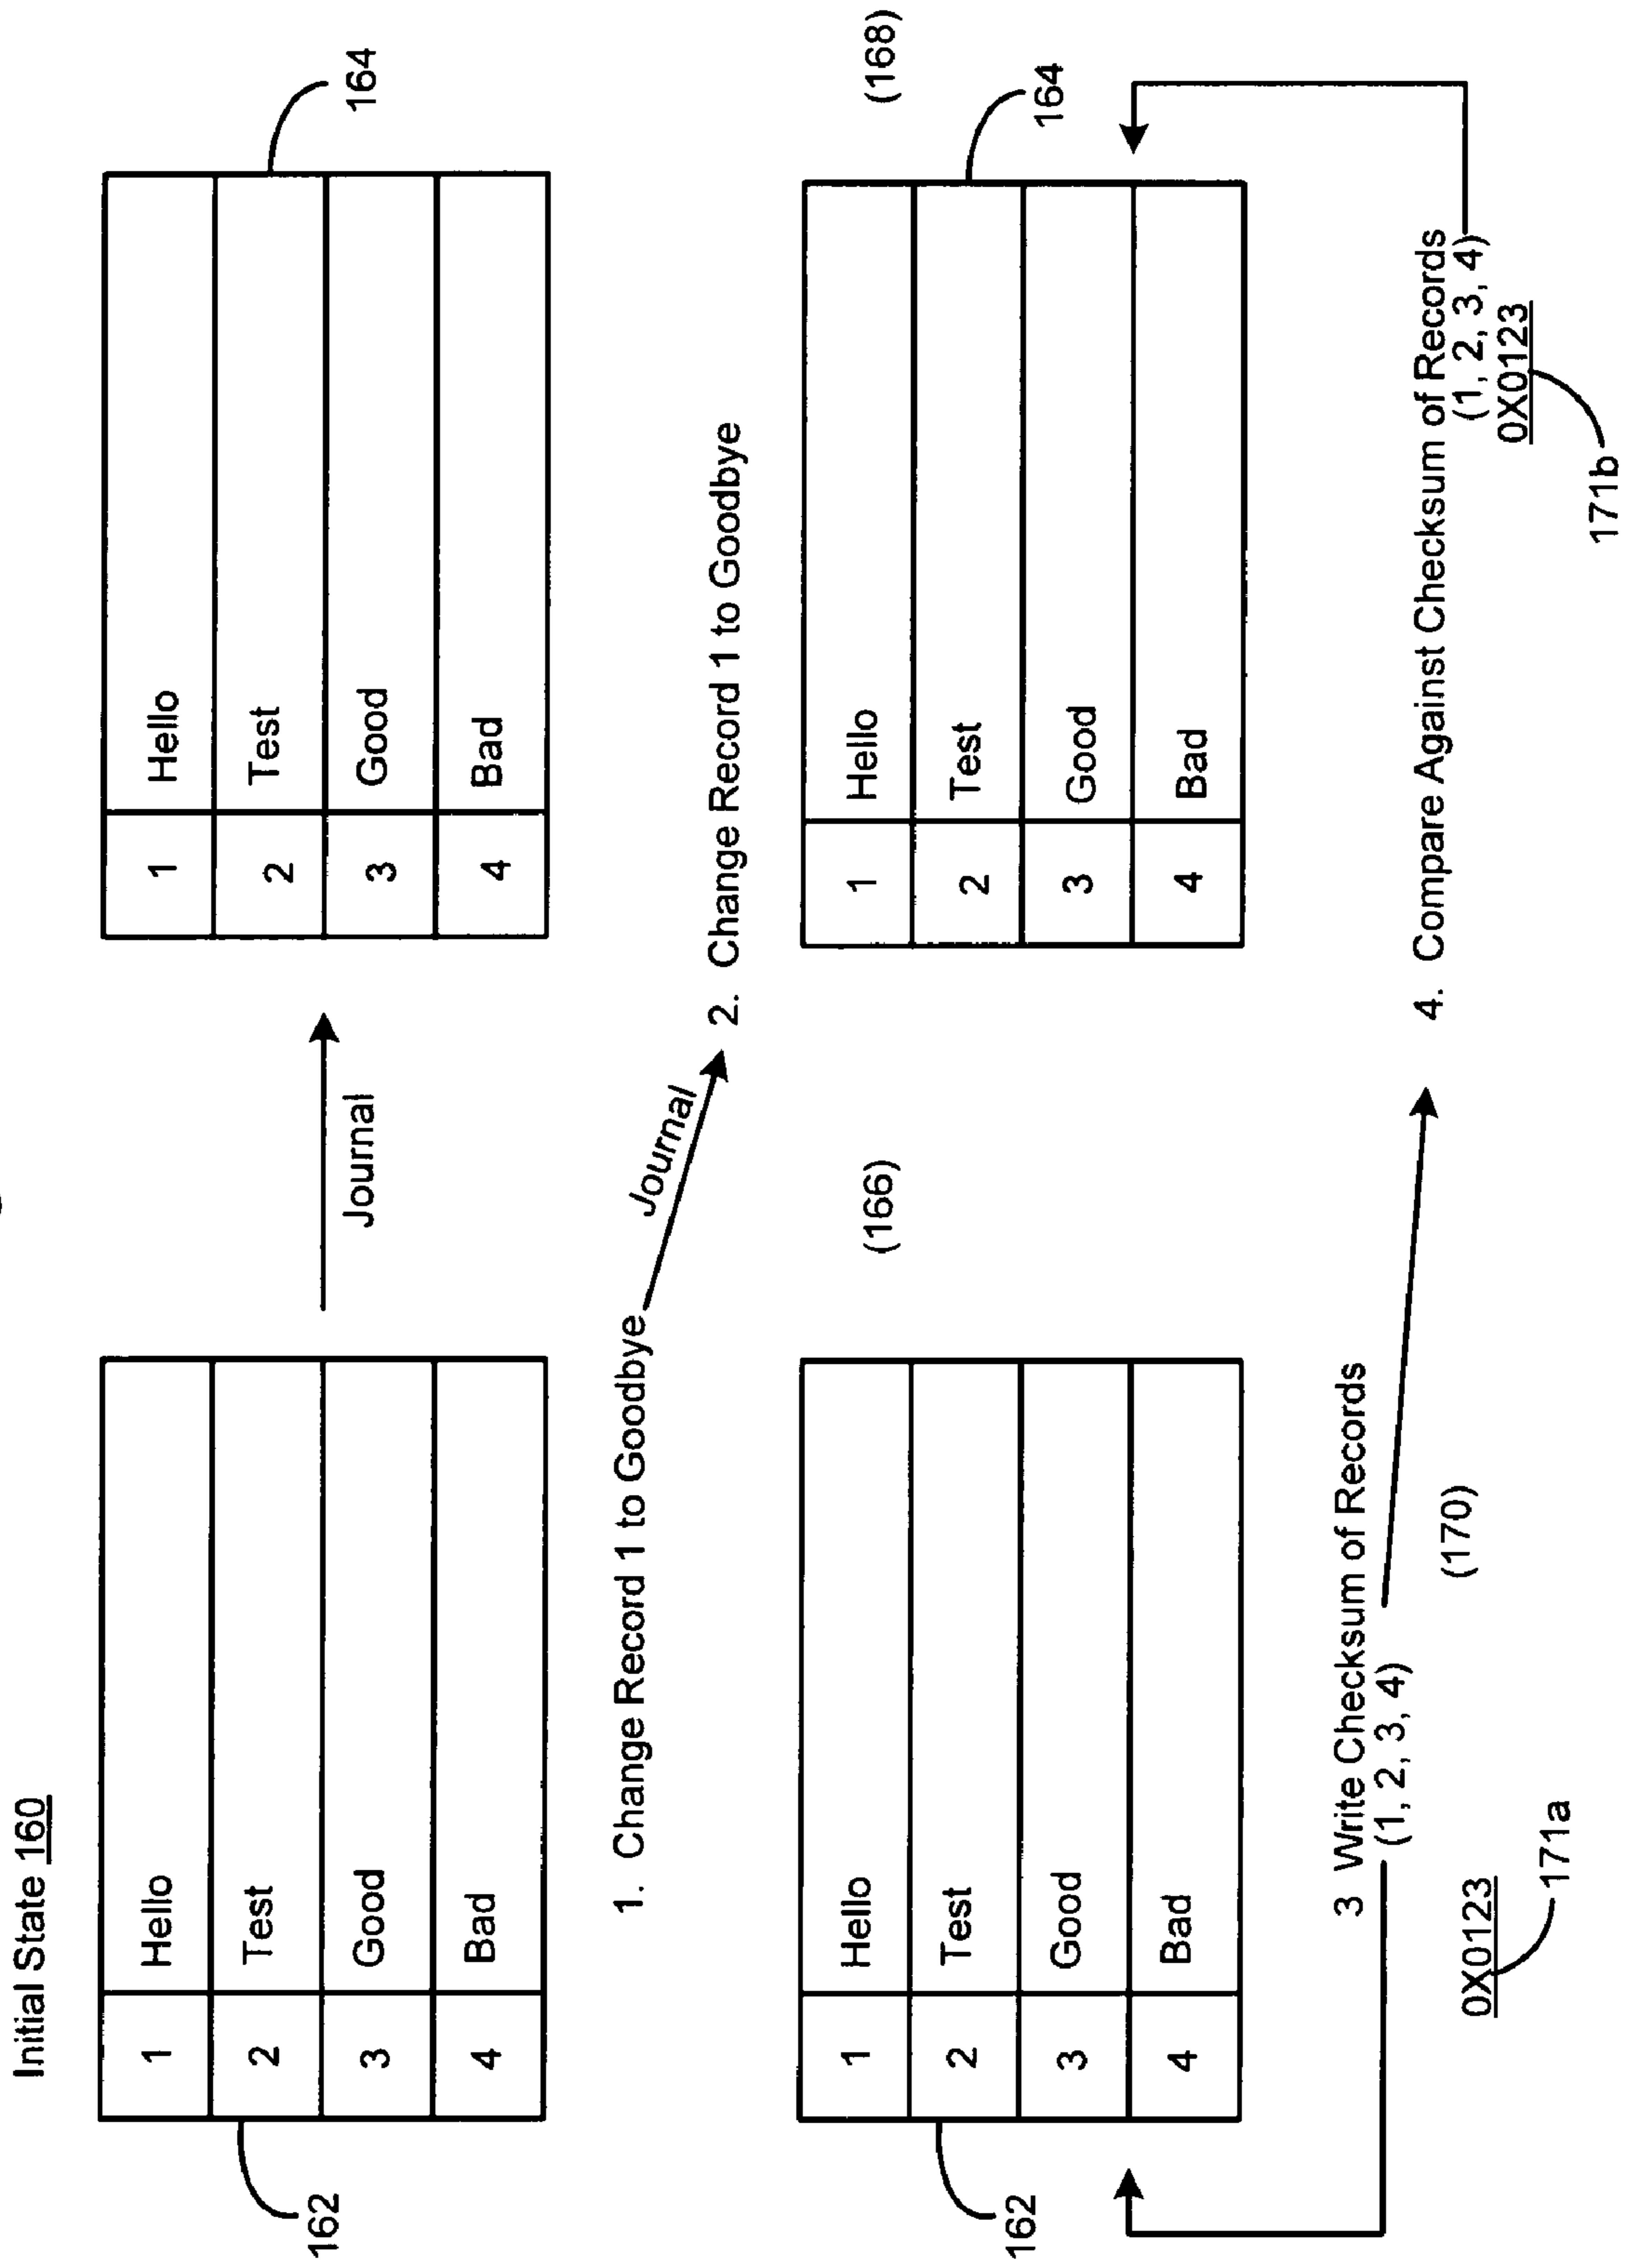 Initial State 160
1 Hello
2 Test
3 Good
4 Bad
162
Journal
1 Hello
2 Test
3 Good
4 Bad
164
1. Change Record 1 to Goodbye
Journal
2. Change Record 1 to Goodbye
1 Hello
2 Test
3 Good
4 Bad
162
(166)
1 Hello
2 Test
3 Good
4 Bad
164
(168)
3 Write Checksum of Records
(1, 2, 3, 4)
(170)
0X0123
171a
4. Compare Against Checksum of Records
(1, 2, 3, 4)
0X0123
171b